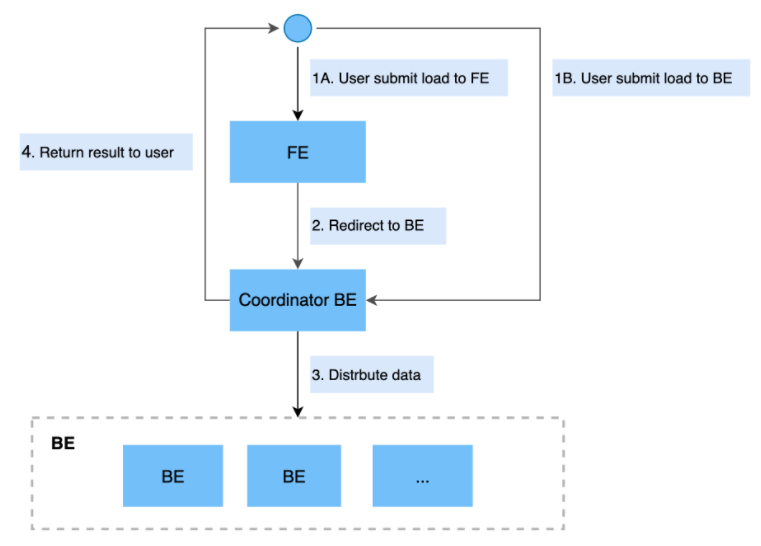 1A. User submit load to FE
1B. User submit load to BE
4. Return result to user
FE
2. Redirect to BE
Coordinator BE
3. Distrbute data
BE
BE
BE
...